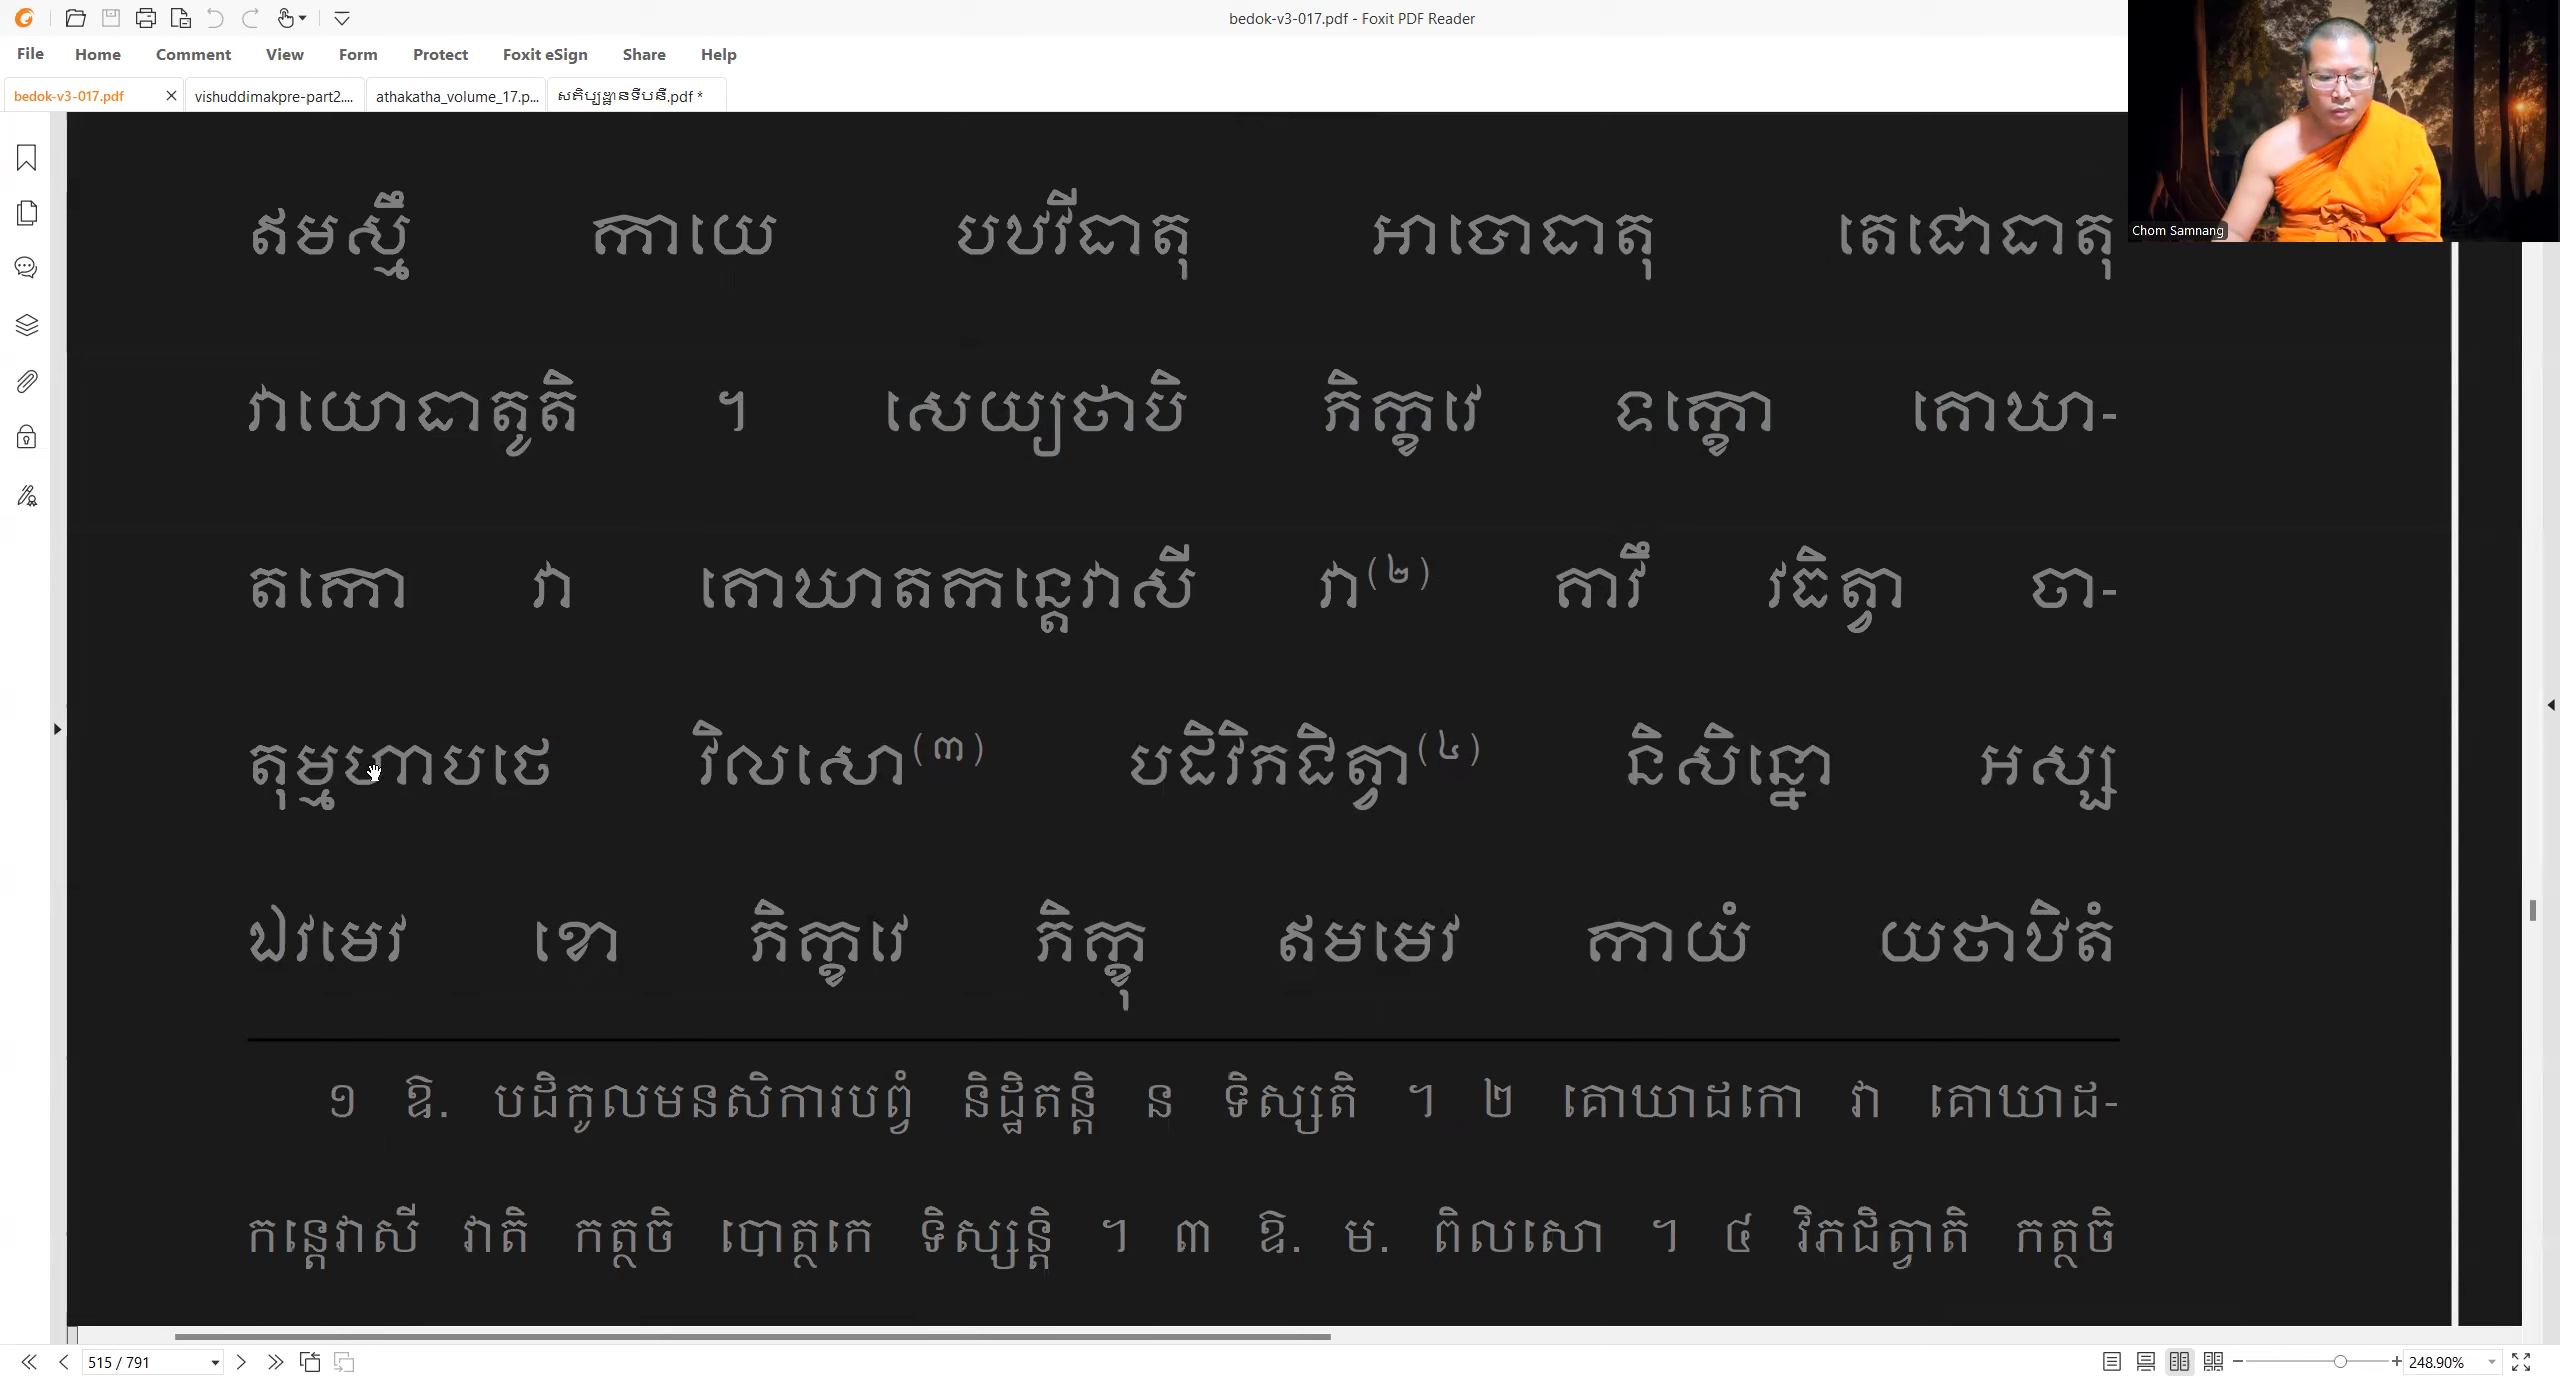 bedok-v3-017.pdf - Foxit PDF Reader
File Home Comment View Form Protect Foxit eSign Share Help
bedok-v3-017.pdf vishuddimakpre-part2.... athakatha_volume_17.p... សតិប្បដ្ឋានទីបនី.pdf *
Chom Samnang
ឥមស្មឹ កាយេ បឋវីធាតុ អាបោធាតុ តេជោធាតុ
វាយោធាតូតិ ។ សេយ្យថាបិ ភិក្ខវេ ទក្ខោ គោឃា-
តកោ វា គោឃាតកន្តេវាសី វា(២) គាវឹ វធិត្វា ចា-
តុម្មហាបថេ វិលសោ(៣) បដិវិភជិត្វា(៤) និសិន្នោ អស្ស
ឯវមេវ ខោ ភិក្ខវេ ភិក្ខុ ឥមមេវ កាយំ យថាឋិតំ
១ ឱ. បដិកូលមនសិការបព្វំ និដ្ឋិតន្តិ ន ទិស្សតិ ។ ២ គោឃាដកោ វា គោឃាដ-
កន្តេវាសី វាតិ កត្ថចិ បោត្ថកេ ទិស្សន្តិ ។ ៣ ឱ. ម. ពិលសោ ។ ៤ វិភជិត្វាតិ កត្ថចិ
515 / 791 248.90%